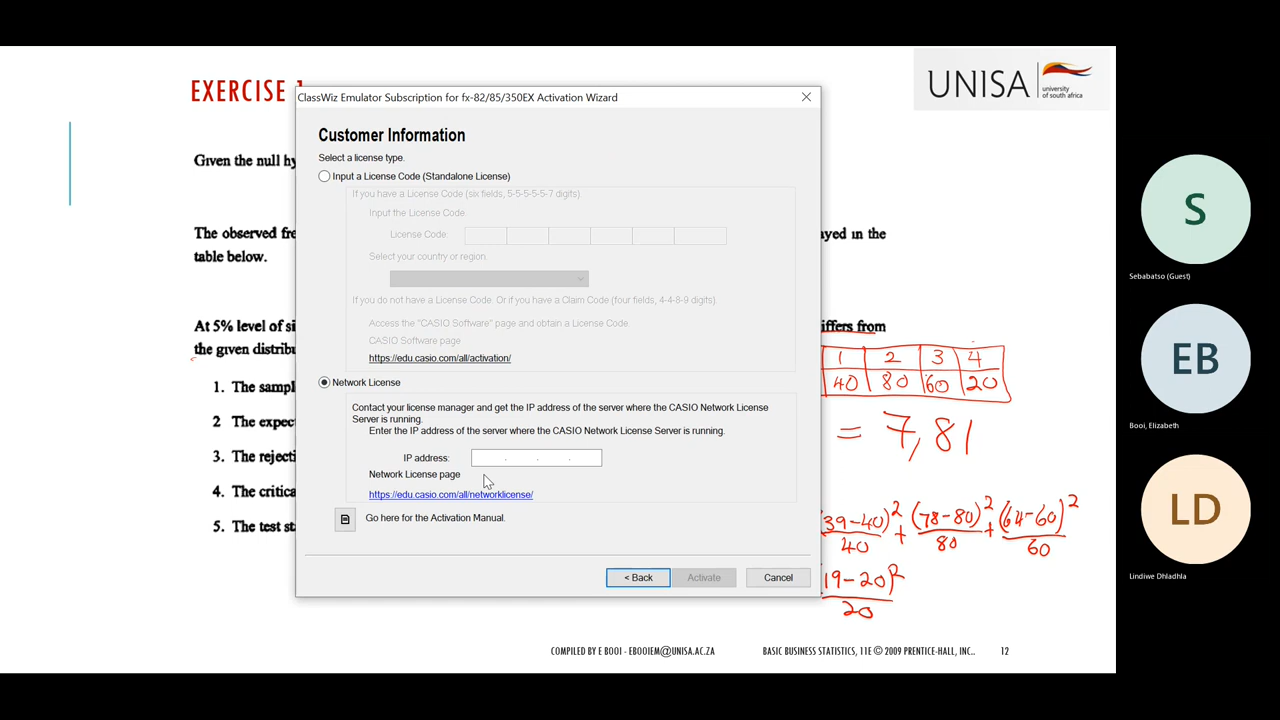 EXERCISE 1
UNISA
university
of south africa
Given the null hy
The observed fre
ayed in the
table below.
At 5% level of si
iffers from
the given distribu
1. The sampl
2 The expec
3. The rejecti
4. The critica
5. The test sta
ClassWiz Emulator Subscription for fx-82/85/350EX Activation Wizard
Customer Information
Select a license type.
Input a License Code (Standalone License)
If you have a License Code (six fields, 5-5-5-5-5-7 digits)
Input the License Code.
License Code:
Select your country or region.
If you do not have a License Code. Or if you have a Claim Code (four fields, 4-4-8-9 digits).
Access the "CASIO Software" page and obtain a License Code.
CASIO Software page
https://edu.casio.com/all/activation/
Network License
Contact your license manager and get the IP address of the server where the CASIO Network License
Server is running.
Enter the IP address of the server where the CASIO Network License Server is running.
IP address: . . .
Network License page
https://edu.casio.com/all/networklicense/
Go here for the Activation Manual.
< Back Activate Cancel
1 2 3 4
40 80 60 20
= 7,81
(39-40)² + (78-80)² + (64-60)²
40 80 60
(19-20)²
20
COMPILED BY E BOOI - EBOOIEM@UNISA.AC.ZA
BASIC BUSINESS STATISTICS, 11E © 2009 PRENTICE-HALL, INC..
12
S
Sebabatso (Guest)
EB
Booi, Elizabeth
LD
Lindiwe Dhladhla